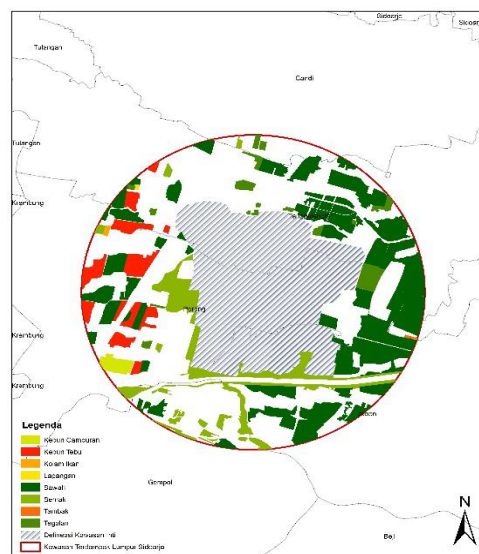 Sidoarjo
Tulangan
Candi
Tulangan
Krembung
Porong
Krembung
Krembung
Gempol
Beji
N
Legenda
Kebun Campuran
Kebun Tebu
Kolam Ikan
Lapangan
Sawah
Semak
Tambak
Tegalan
Delineasi Kawasan Inti
Kawasan Terdampak Lumpur Sidoarjo